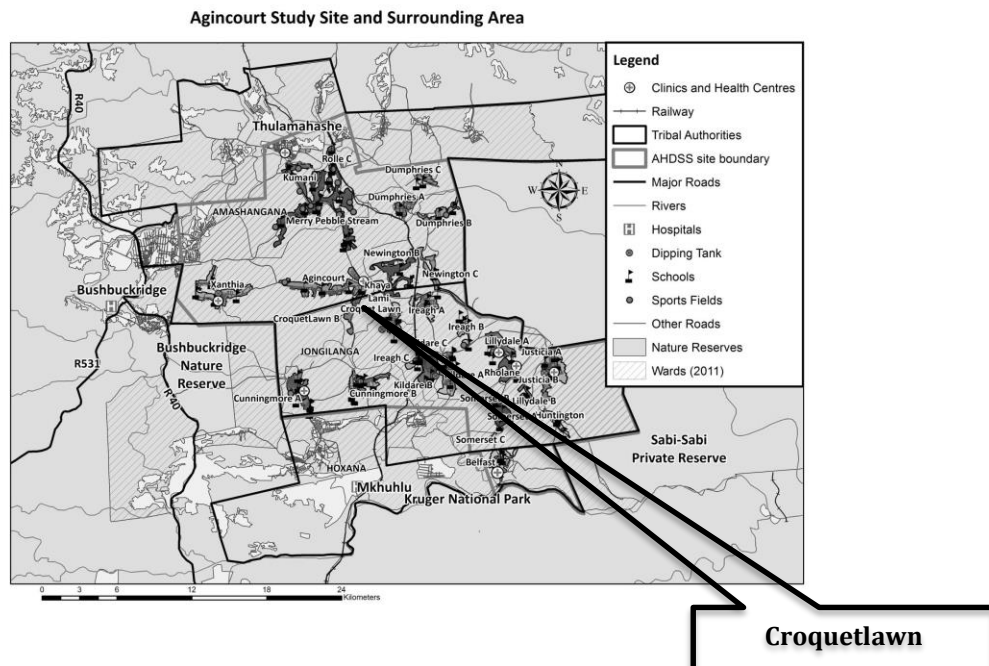 Agincourt Study Site and Surrounding Area
Legend
Clinics and Health Centres
Railway
Tribal Authorities
AHDSS site boundary
Major Roads
Rivers
Hospitals
Dipping Tank
Schools
Sports Fields
Other Roads
Nature Reserves
Wards (2011)
N
W E
S
R40
Thulamahashe
Rolle C
Kumani
Dumphries C
Dumphries A
AMASHANGANA
Merry Pebble Stream
Dumphries B
Newington B
Newington C
Xanthia
Agincourt
Khaya
Lami
Bushbuckridge
Croquet Lawn
CroquetLawn B
Ireagh A
Ireagh B
Bushbuckridge
Nature
Reserve
R531
R 40
JONGILANGA
Ireagh C
Lillydale A
Justicia A
Rholane
Justicia B
Kildare B
Cunningmore A
Cunningmore B
Lillydale B
Huntington
Somerset C
Sabi-Sabi
Private Reserve
Belfast
HOXANA
Mkhuhlu
Kruger National Park
0 3 6 12 18 24
Kilometers
Croquetlawn